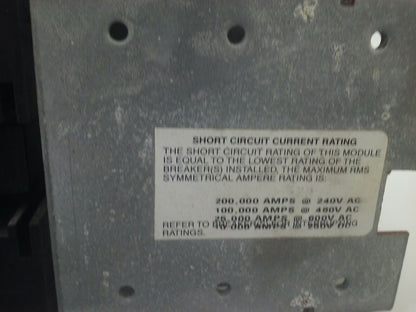 SHORT CIRCUIT CURRENT RATING
THE SHORT CIRCUIT RATING OF THIS MODULE
IS EQUAL TO THE LOWEST RATING OF THE
BREAKER(S) INSTALLED, THE MAXIMUM RMS
SYMMETRICAL AMPERE RATING IS:
200,000 AMPS @ 240V AC
100,000 AMPS @ 480V AC
25,000 AMPS @ 600V AC
REFER TO
RATINGS.